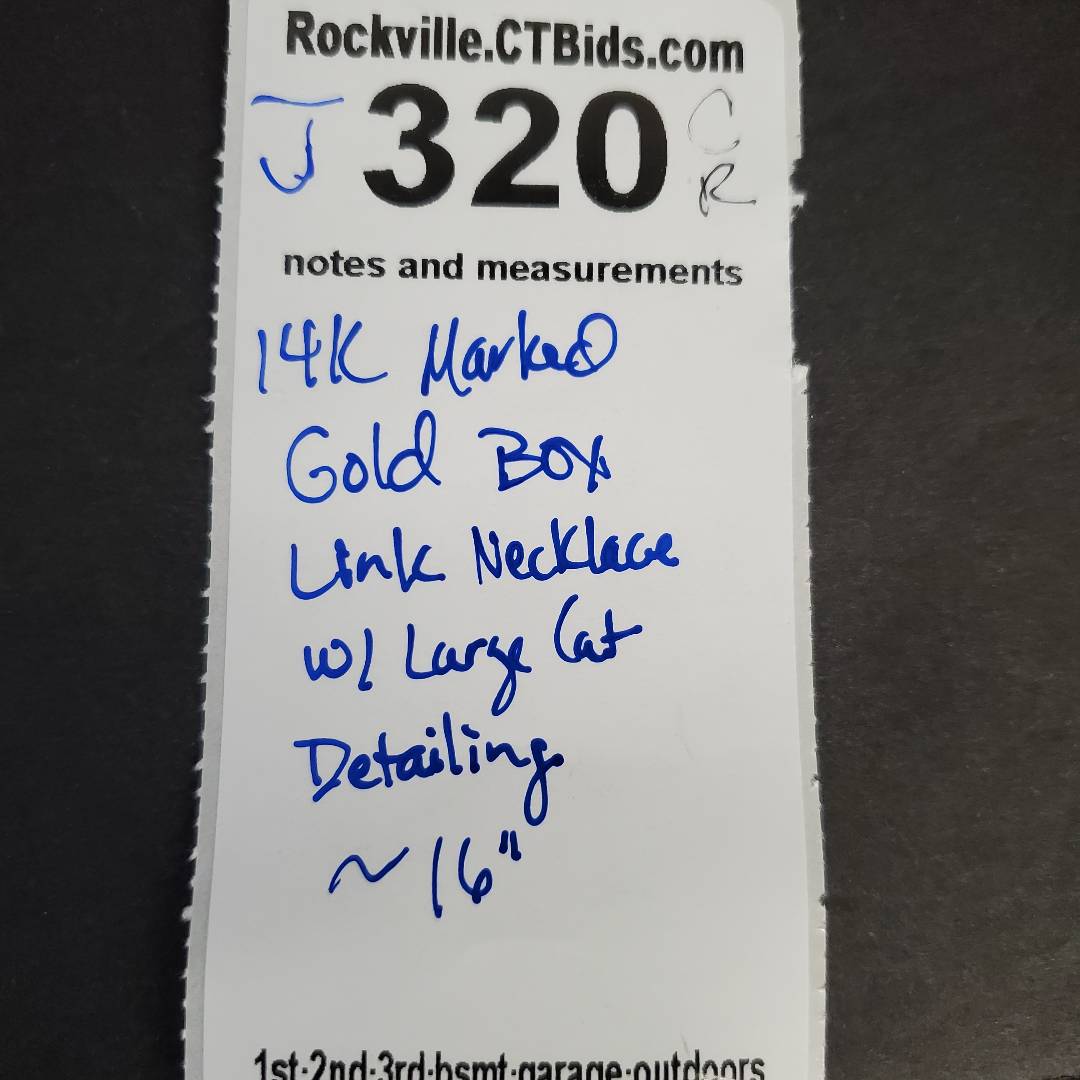 Rockville.CTBids.com
J 320 C
R
notes and measurements
14K Marked
Gold Box
Link Necklace
w/ Large Cat
Detailing
~16"
1st-2nd-3rd-bsmt-garage-outdoors